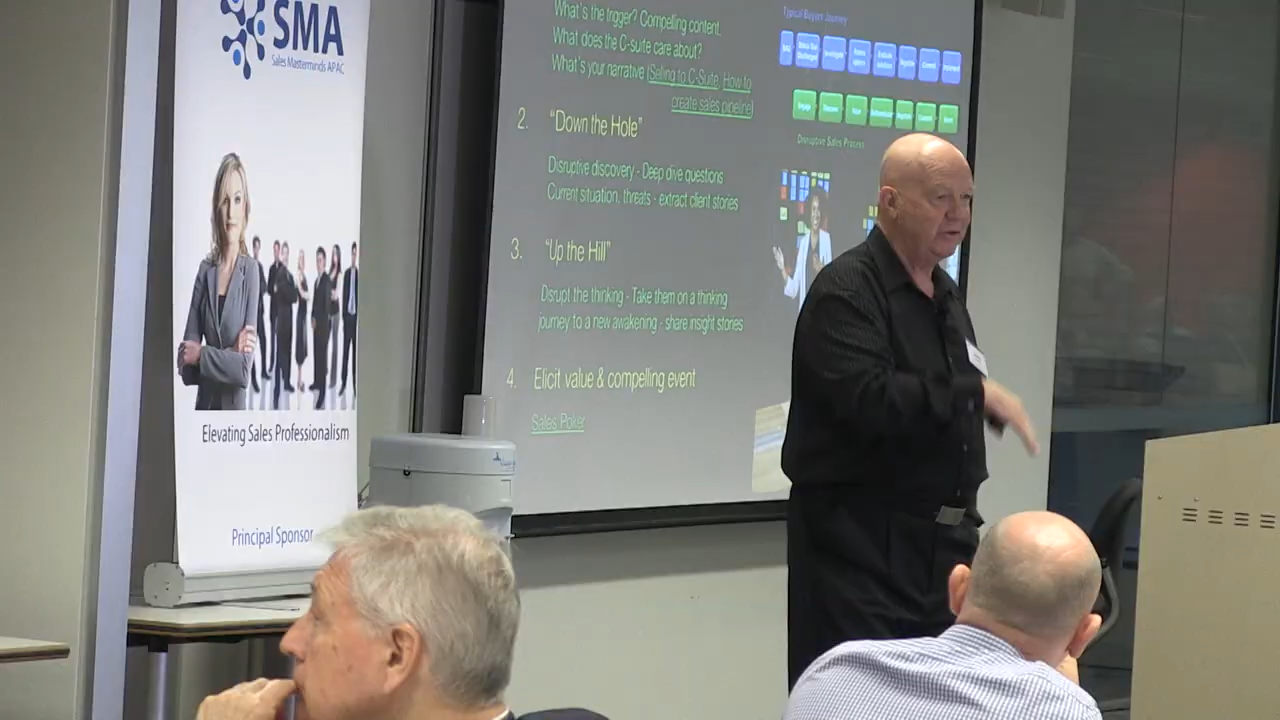 SMA
Sales Masterminds APAC
Elevating Sales Professionalism
Principal Sponsor
What's the trigger? Compelling content.
What does the C-suite care about?
What's your narrative (Selling to C-Suite, How to
create sales pipeline)
2. "Down the Hole"
Disruptive discovery - Deep dive questions
Current situation, threats - extract client stories
3. "Up the Hill"
Disrupt the thinking - Take them on a thinking
journey to a new awakening - share insight stories
4. Elicit value & compelling event
Sales Poker
Typical Buyers Journey
Disruptive Sales Process